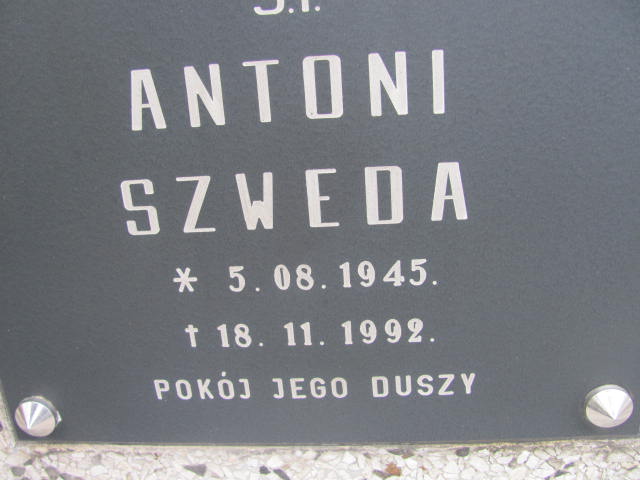 Ś.P.
ANTONI
SZWEDA
* 5.08.1945.
† 18.11.1992.
POKÓJ JEGO DUSZY